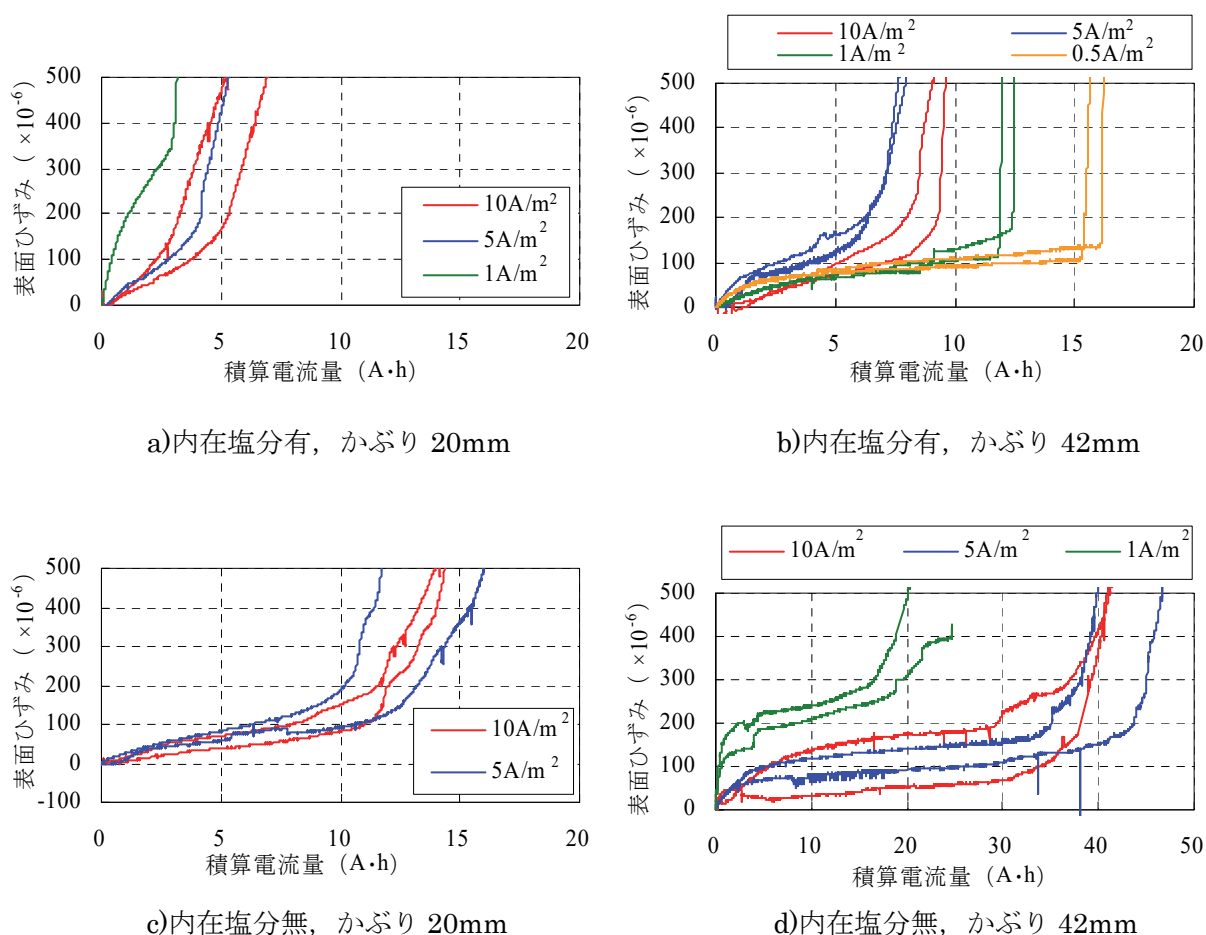 10A/m²
5A/m²
1A/m²
0.5A/m²
500
400
300
200
100
0
表面ひずみ（ ×10⁻⁶）
10A/m²
5A/m²
1A/m²
0 5 10 15 20
積算電流量（A･h）
a)内在塩分有，かぶり 20mm
500
400
300
200
100
0
表面ひずみ（ ×10⁻⁶）
0 5 10 15 20
積算電流量（A･h）
b)内在塩分有，かぶり 42mm
500
400
300
200
100
0
-100
表面ひずみ（ ×10⁻⁶）
10A/m²
5A/m²
0 5 10 15 20
積算電流量（A･h）
c)内在塩分無，かぶり 20mm
10A/m²
5A/m²
1A/m²
500
400
300
200
100
0
表面ひずみ（ ×10⁻⁶）
0 10 20 30 40 50
積算電流量（A･h）
d)内在塩分無，かぶり 42mm